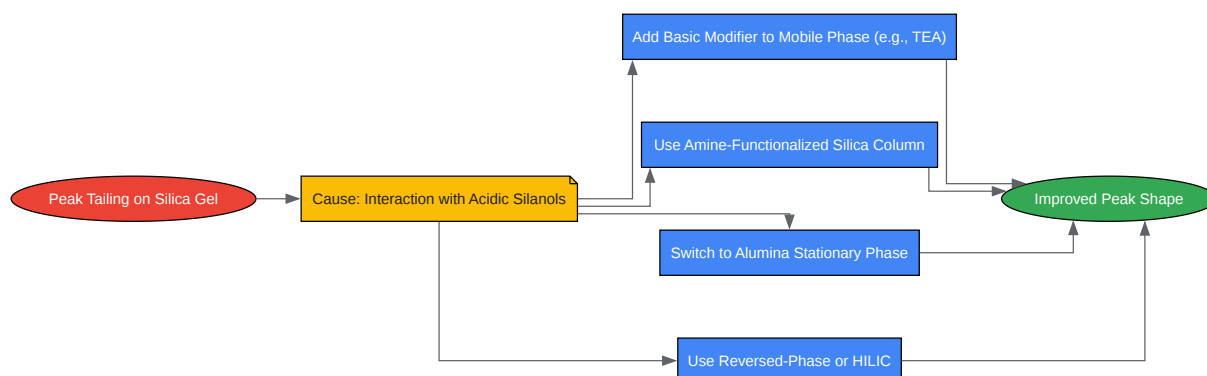 Add Basic Modifier to Mobile Phase (e.g., TEA)
Use Amine-Functionalized Silica Column
Peak Tailing on Silica Gel
Cause: Interaction with Acidic Silanols
Improved Peak Shape
Switch to Alumina Stationary Phase
Use Reversed-Phase or HILIC